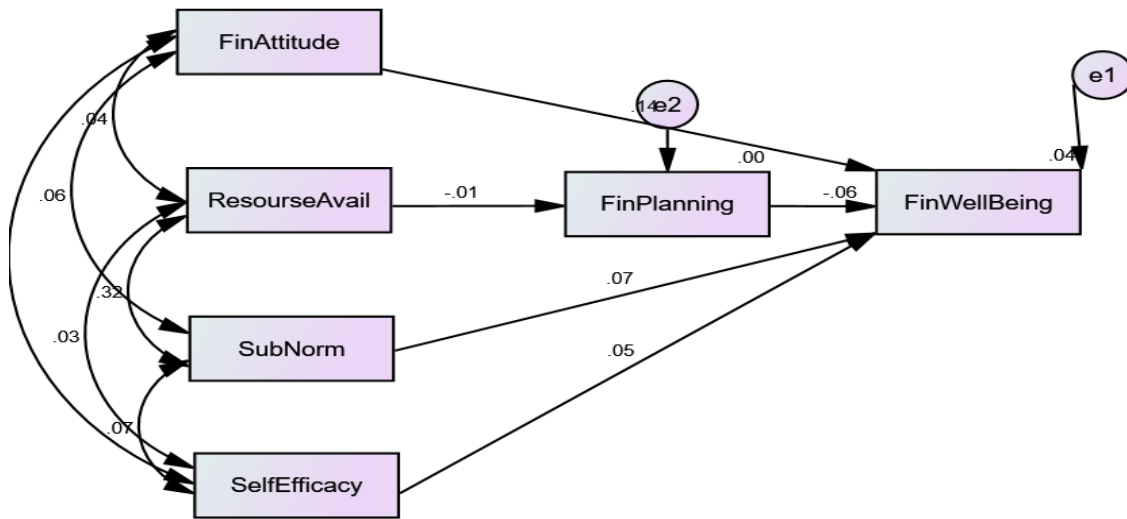 FinAttitude
e1
.14
e2
.04
.00
.04
.06
ResourseAvail
-.01
FinPlanning
-.06
FinWellBeing
.32
.07
.03
SubNorm
.05
.07
SelfEfficacy